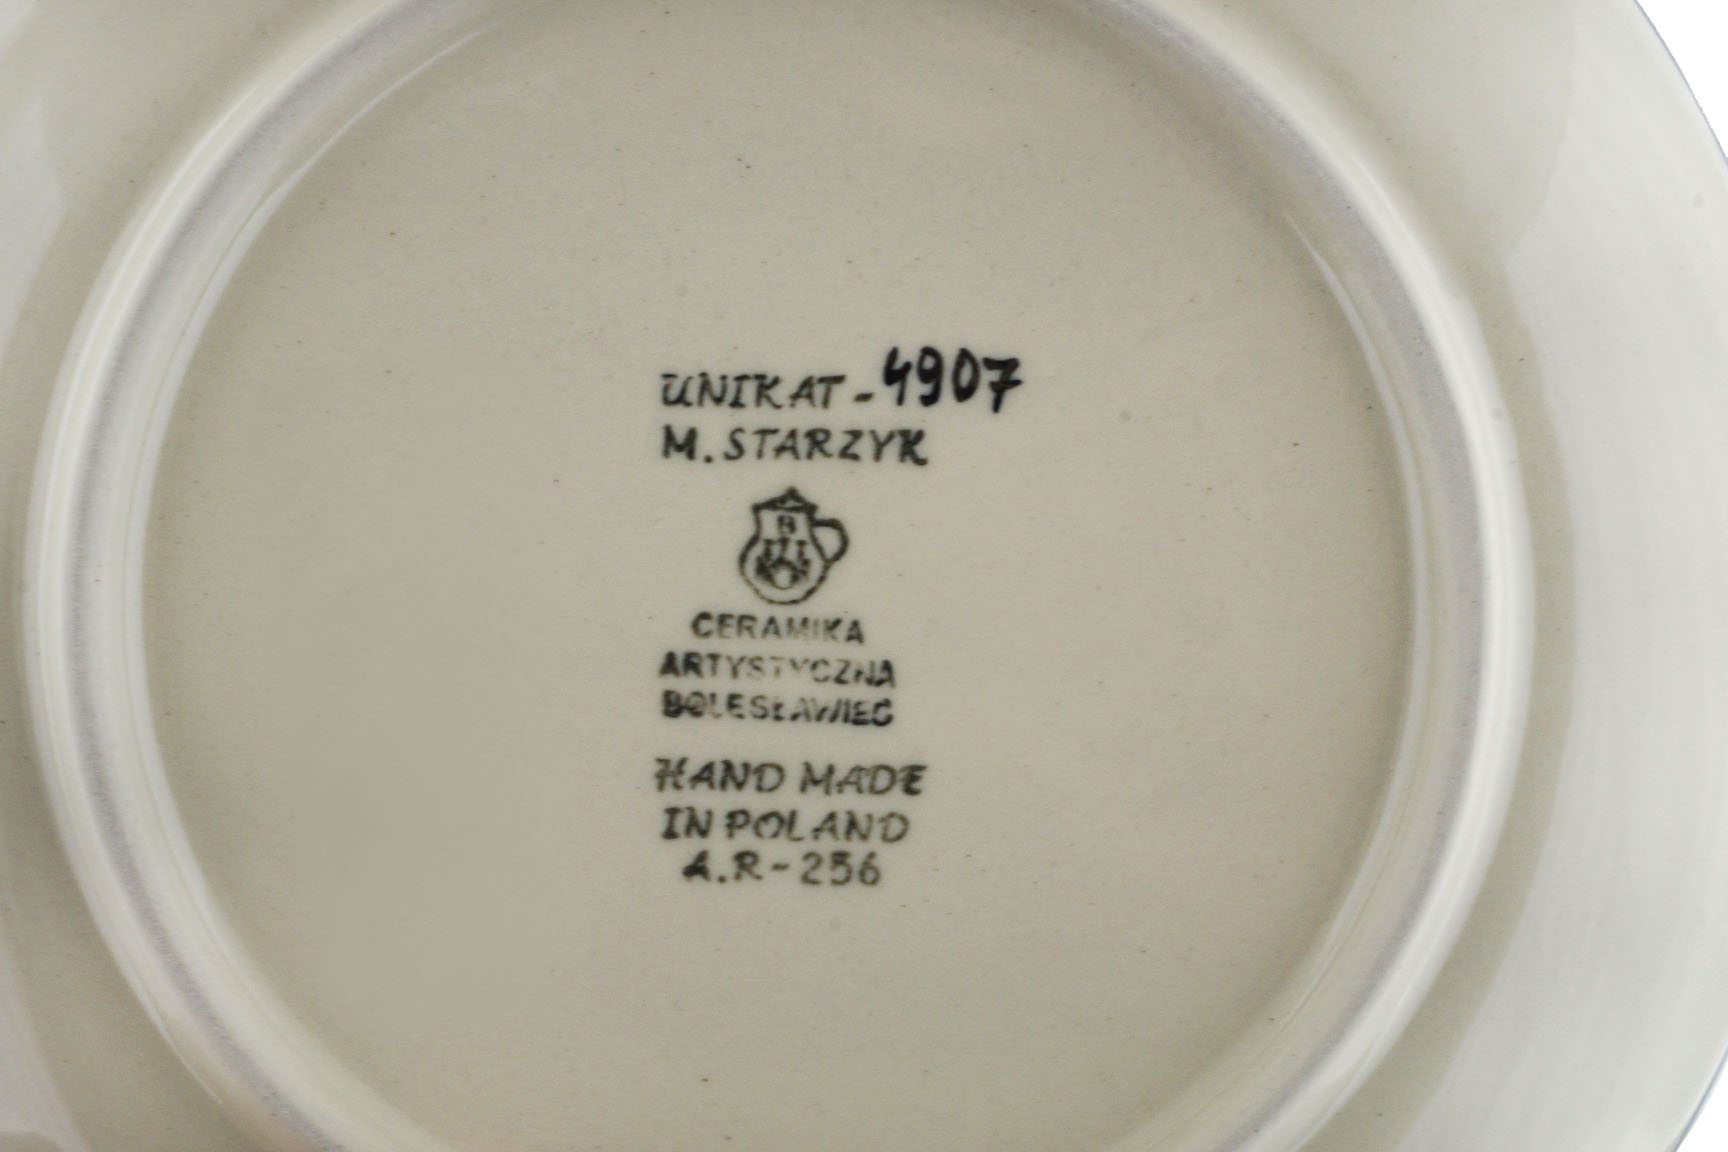 UNIKAT - 4907
M. STARZYK
B
CERAMIKA
ARTYSTYCZNA
BOLESŁAWIEC
HAND MADE
IN POLAND
A.R - 256